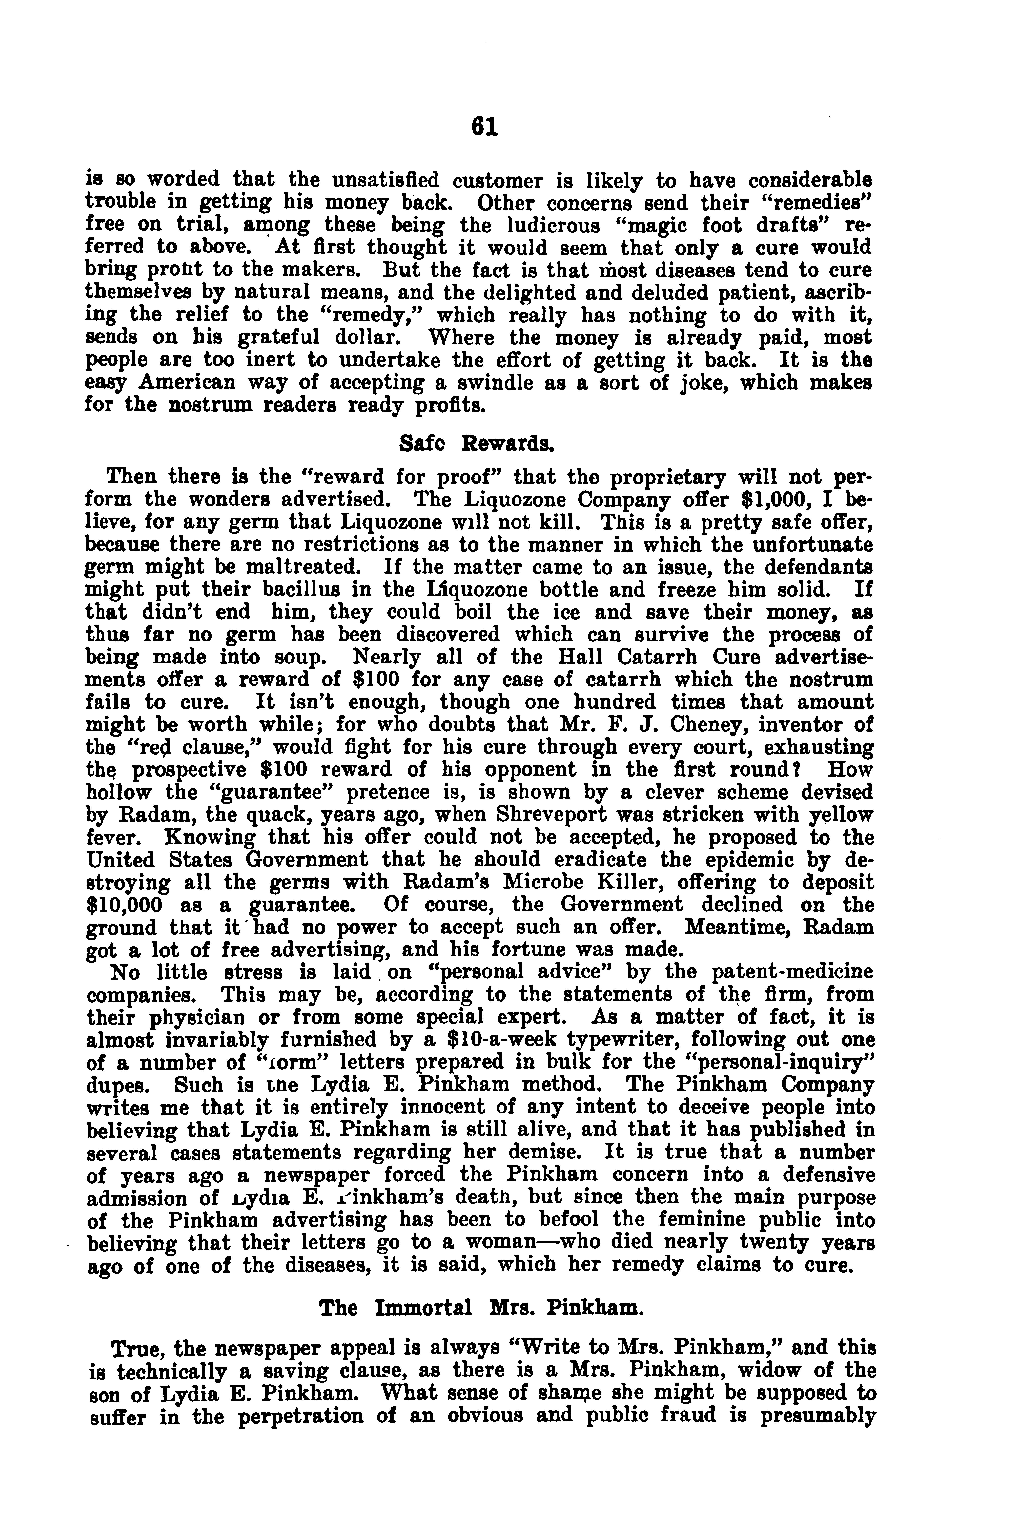 61
is so worded that the unsatisfied customer is likely to have considerable
trouble in getting his money back. Other concerns send their “remedies”
free on trial, among these being the ludicrous “magic foot drafts” re-
ferred to above. At first thought it would seem that only a cure would
bring profit to the makers. But the fact is that most diseases tend to cure
themselves by natural means, and the delighted and deluded patient, ascrib-
ing the relief to the “remedy,” which really has nothing to do with it,
sends on his grateful dollar. Where the money is already paid, most
people are too inert to undertake the effort of getting it back. It is the
easy American way of accepting a swindle as a sort of joke, which makes
for the nostrum readers ready profits.
Safe Rewards.
Then there is the “reward for proof” that the proprietary will not per-
form the wonders advertised. The Liquozone Company offer $1,000, I be-
lieve, for any germ that Liquozone will not kill. This is a pretty safe offer,
because there are no restrictions as to the manner in which the unfortunate
germ might be maltreated. If the matter came to an issue, the defendants
might put their bacillus in the Liquozone bottle and freeze him solid. If
that didn’t end him, they could boil the ice and save their money, as
thus far no germ has been discovered which can survive the process of
being made into soup. Nearly all of the Hall Catarrh Cure advertise-
ments offer a reward of $100 for any case of catarrh which the nostrum
fails to cure. It isn’t enough, though one hundred times that amount
might be worth while; for who doubts that Mr. F. J. Cheney, inventor of
the “red clause,” would fight for his cure through every court, exhausting
the prospective $100 reward of his opponent in the first round? How
hollow the “guarantee” pretence is, is shown by a clever scheme devised
by Radam, the quack, years ago, when Shreveport was stricken with yellow
fever. Knowing that his offer could not be accepted, he proposed to the
United States Government that he should eradicate the epidemic by de-
stroying all the germs with Radam’s Microbe Killer, offering to deposit
$10,000 as a guarantee. Of course, the Government declined on the
ground that it had no power to accept such an offer. Meantime, Radam
got a lot of free advertising, and his fortune was made.
No little stress is laid on “personal advice” by the patent-medicine
companies. This may be, according to the statements of the firm, from
their physician or from some special expert. As a matter of fact, it is
almost invariably furnished by a $10-a-week typewriter, following out one
of a number of “form” letters prepared in bulk for the “personal-inquiry”
dupes. Such is the Lydia E. Pinkham method. The Pinkham Company
writes me that it is entirely innocent of any intent to deceive people into
believing that Lydia E. Pinkham is still alive, and that it has published in
several cases statements regarding her demise. It is true that a number
of years ago a newspaper forced the Pinkham concern into a defensive
admission of Lydia E. Pinkham’s death, but since then the main purpose
of the Pinkham advertising has been to befool the feminine public into
believing that their letters go to a woman—who died nearly twenty years
ago of one of the diseases, it is said, which her remedy claims to cure.
The Immortal Mrs. Pinkham.
True, the newspaper appeal is always “Write to Mrs. Pinkham,” and this
is technically a saving clause, as there is a Mrs. Pinkham, widow of the
son of Lydia E. Pinkham. What sense of shame she might be supposed to
suffer in the perpetration of an obvious and public fraud is presumably